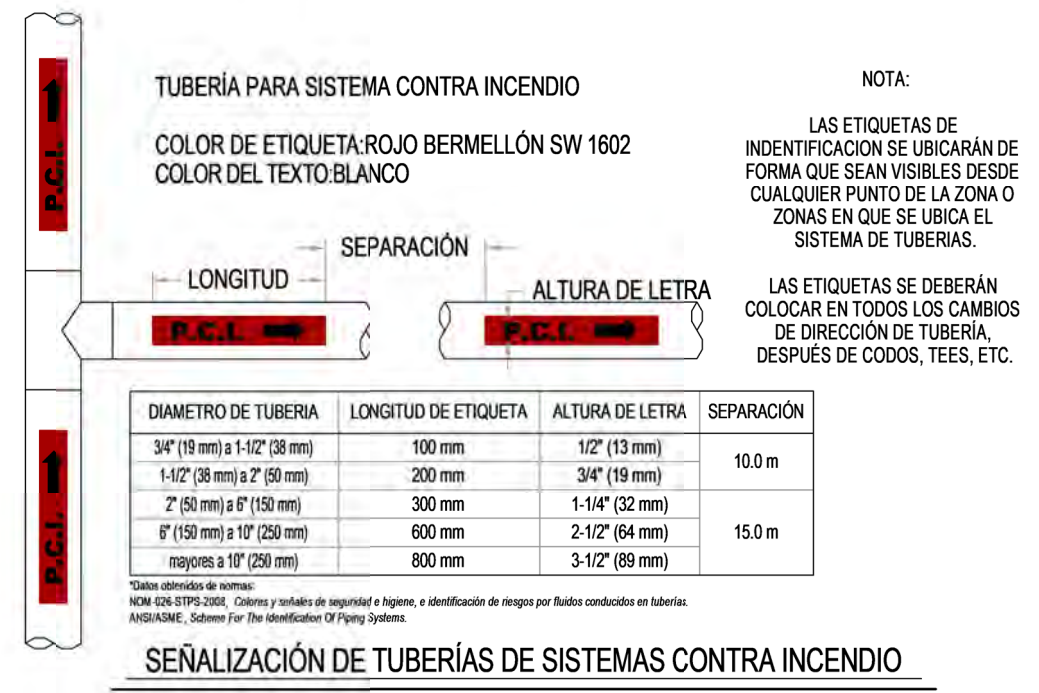 P.C.I.
TUBERÍA PARA SISTEMA CONTRA INCENDIO
COLOR DE ETIQUETA:ROJO BERMELLÓN SW 1602
COLOR DEL TEXTO:BLANCO
NOTA:
LAS ETIQUETAS DE
INDENTIFICACION SE UBICARÁN DE
FORMA QUE SEAN VISIBLES DESDE
CUALQUIER PUNTO DE LA ZONA O
ZONAS EN QUE SE UBICA EL
SISTEMA DE TUBERIAS.
LAS ETIQUETAS SE DEBERÁN
COLOCAR EN TODOS LOS CAMBIOS
DE DIRECCIÓN DE TUBERÍA,
DESPUÉS DE CODOS, TEES, ETC.
SEPARACIÓN
LONGITUD
ALTURA DE LETRA
P.C.I.
P.C.I.
P.C.I.
DIAMETRO DE TUBERIA LONGITUD DE ETIQUETA ALTURA DE LETRA SEPARACIÓN
3/4" (19 mm) a 1-1/2" (38 mm) 100 mm 1/2" (13 mm)
10.0 m
1-1/2" (38 mm) a 2" (50 mm) 200 mm 3/4" (19 mm)
2" (50 mm) a 6" (150 mm) 300 mm 1-1/4" (32 mm)
6" (150 mm) a 10" (250 mm) 600 mm 2-1/2" (64 mm) 15.0 m
mayores a 10" (250 mm) 800 mm 3-1/2" (89 mm)
*Datos obtenidos de normas:
NOM-026-STPS-2008, Colores y señales de seguridad e higiene, e identificación de riesgos por fluidos conducidos en tuberías.
ANSI/ASME, Scheme For The Identification Of Piping Systems.
SEÑALIZACIÓN DE TUBERÍAS DE SISTEMAS CONTRA INCENDIO